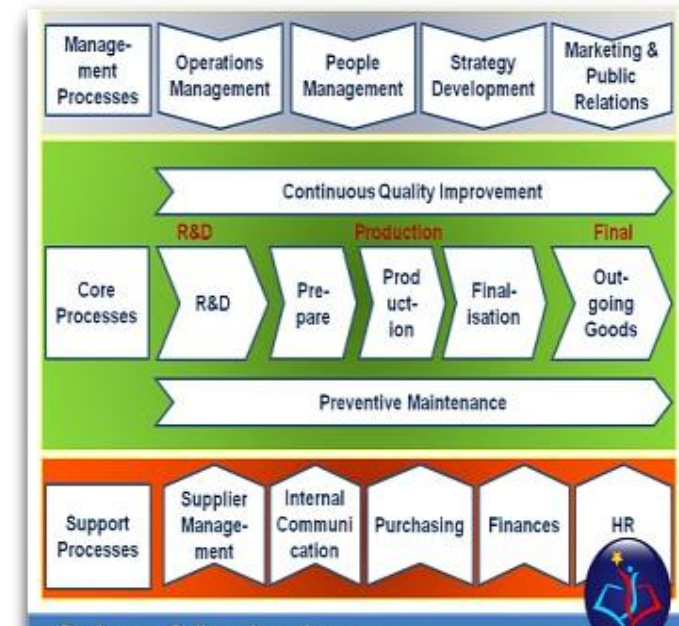 Manage-
ment
Processes
Operations
Management
People
Management
Strategy
Development
Marketing &
Public
Relations
Continuous Quality Improvement
R&D
Production
Final
Core
Processes
R&D
Pre-
pare
Prod
uct-
ion
Final-
isation
Out-
going
Goods
Preventive Maintenance
Support
Processes
Supplier
Manage-
ment
Internal
Communi
cation
Purchasing
Finances
HR